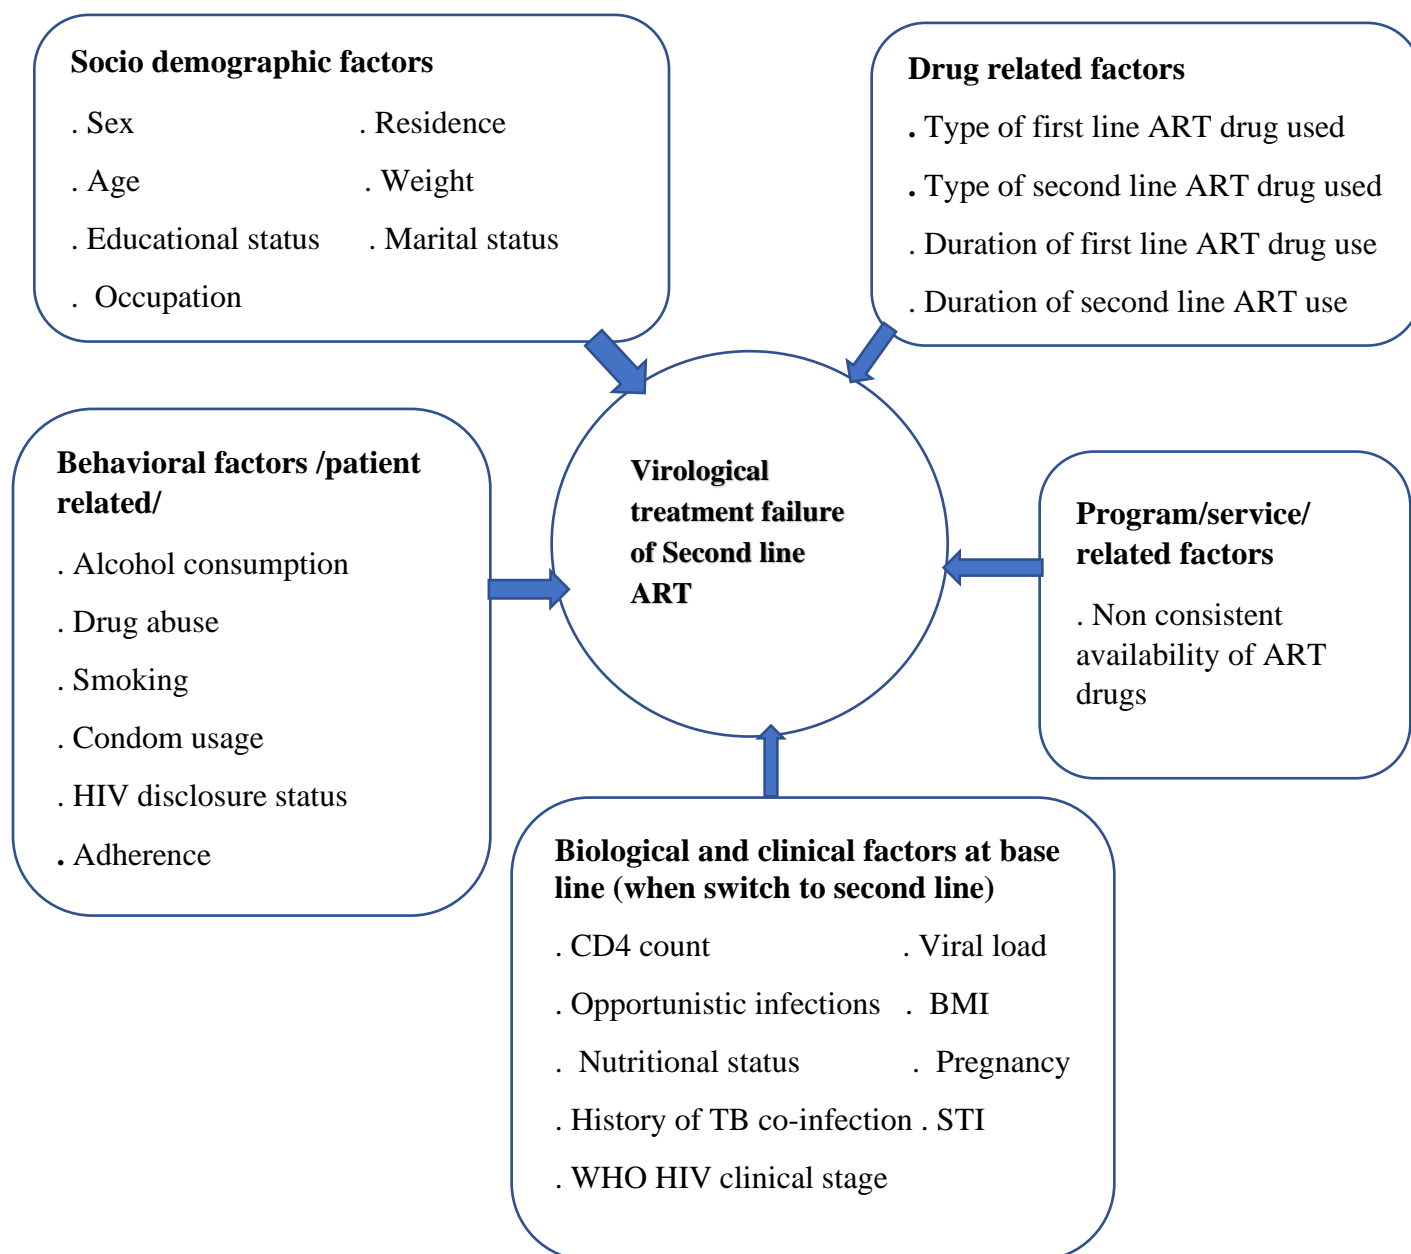 Socio demographic factors
. Sex . Residence
. Age . Weight
. Educational status . Marital status
. Occupation
Drug related factors
. Type of first line ART drug used
. Type of second line ART drug used
. Duration of first line ART drug use
. Duration of second line ART use
Behavioral factors /patient
related/
. Alcohol consumption
. Drug abuse
. Smoking
. Condom usage
. HIV disclosure status
. Adherence
Virological
treatment failure
of Second line
ART
Program/service/
related factors
. Non consistent
availability of ART
drugs
Biological and clinical factors at base
line (when switch to second line)
. CD4 count . Viral load
. Opportunistic infections . BMI
. Nutritional status . Pregnancy
. History of TB co-infection . STI
. WHO HIV clinical stage